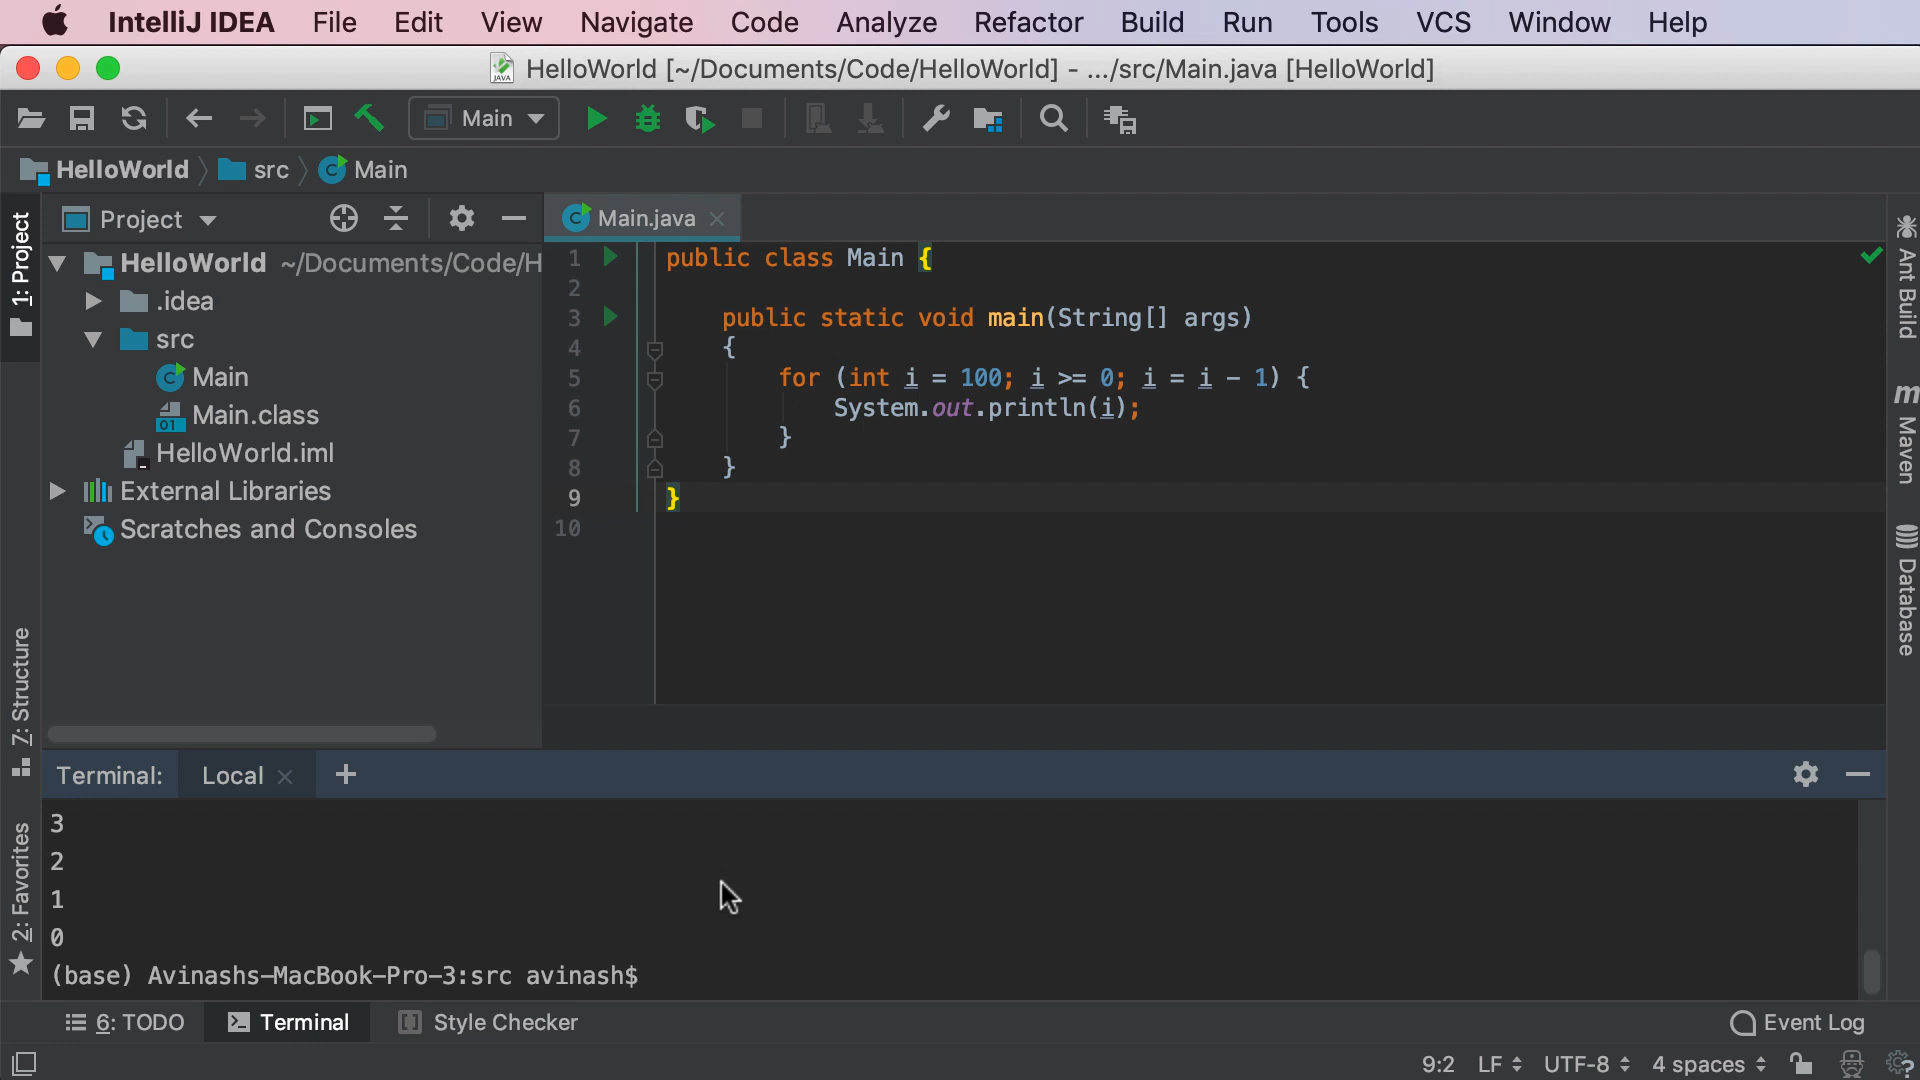 IntelliJ IDEA File Edit View Navigate Code Analyze Refactor Build Run Tools VCS Window Help
HelloWorld [~/Documents/Code/HelloWorld] - .../src/Main.java [HelloWorld]
Main
HelloWorld src Main
1: Project
Project
Main.java
HelloWorld ~/Documents/Code/H
.idea
src
Main
Main.class
HelloWorld.iml
External Libraries
Scratches and Consoles
1 public class Main {
2
3     public static void main(String[] args)
4     {
5         for (int i = 100; i >= 0; i = i - 1) {
6             System.out.println(i);
7         }
8     }
9 }
10
Ant Build
Maven
Database
7: Structure
2: Favorites
Terminal: Local
3
2
1
0
(base) Avinashs-MacBook-Pro-3:src avinash$
6: TODO Terminal Style Checker Event Log
9:2 LF UTF-8 4 spaces